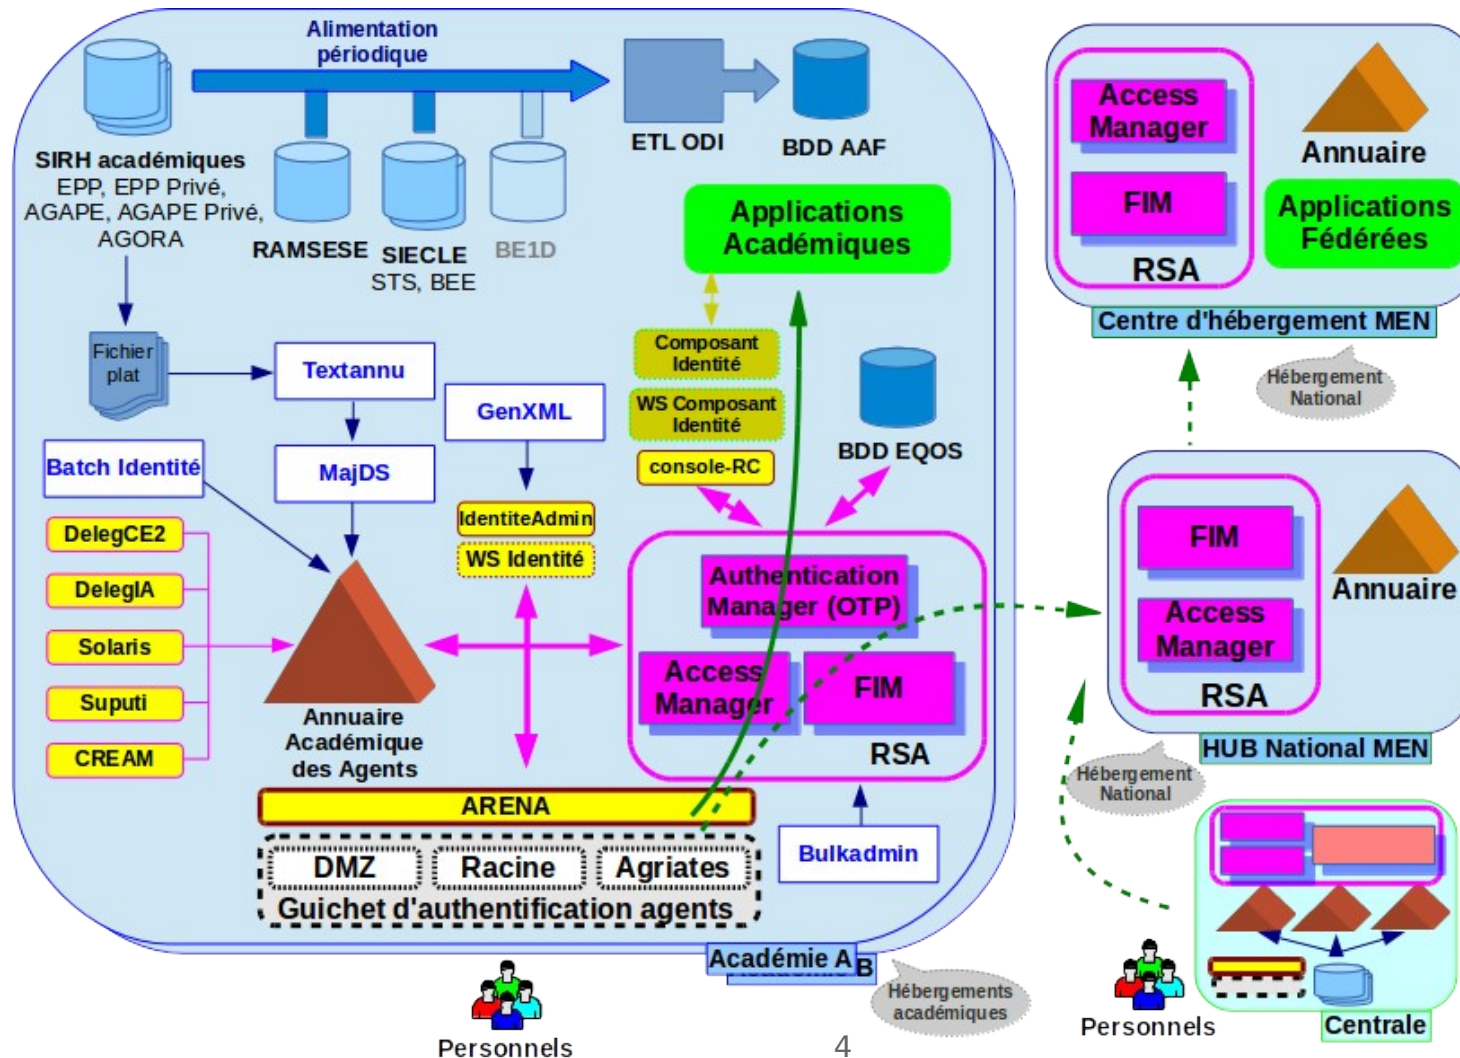 Alimentation
périodique
SIRH académiques
EPP, EPP Privé,
AGAPE, AGAPE Privé,
AGORA
RAMSESE
SIECLE
STS, BEE
BE1D
ETL ODI
BDD AAF
Applications
Académiques
Fichier
plat
Textannu
GenXML
Composant
Identité
WS Composant
Identité
console-RC
BDD EQOS
Batch Identité
MajDS
IdentiteAdmin
WS Identité
DelegCE2
DelegIA
Solaris
Suputi
CREAM
Annuaire
Académique
des Agents
Authentication
Manager (OTP)
Access
Manager
FIM
RSA
ARENA
DMZ
Racine
Agriates
Guichet d'authentification agents
Bulkadmin
Académie A
B
Hébergements
académiques
Personnels
4
Access
Manager
FIM
RSA
Annuaire
Applications
Fédérées
Centre d'hébergement MEN
Hébergement
National
FIM
Access
Manager
RSA
Annuaire
HUB National MEN
Hébergement
National
Personnels
Centrale